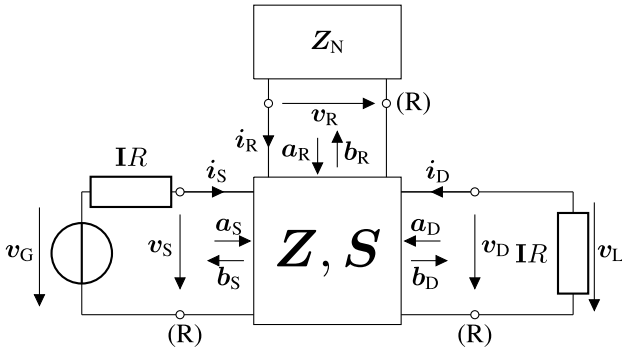 Z_N
v_R (R)
i_R a_R b_R
IR i_S i_D
v_G v_S a_S b_S Z, S a_D b_D v_D IR v_L
(R) (R)